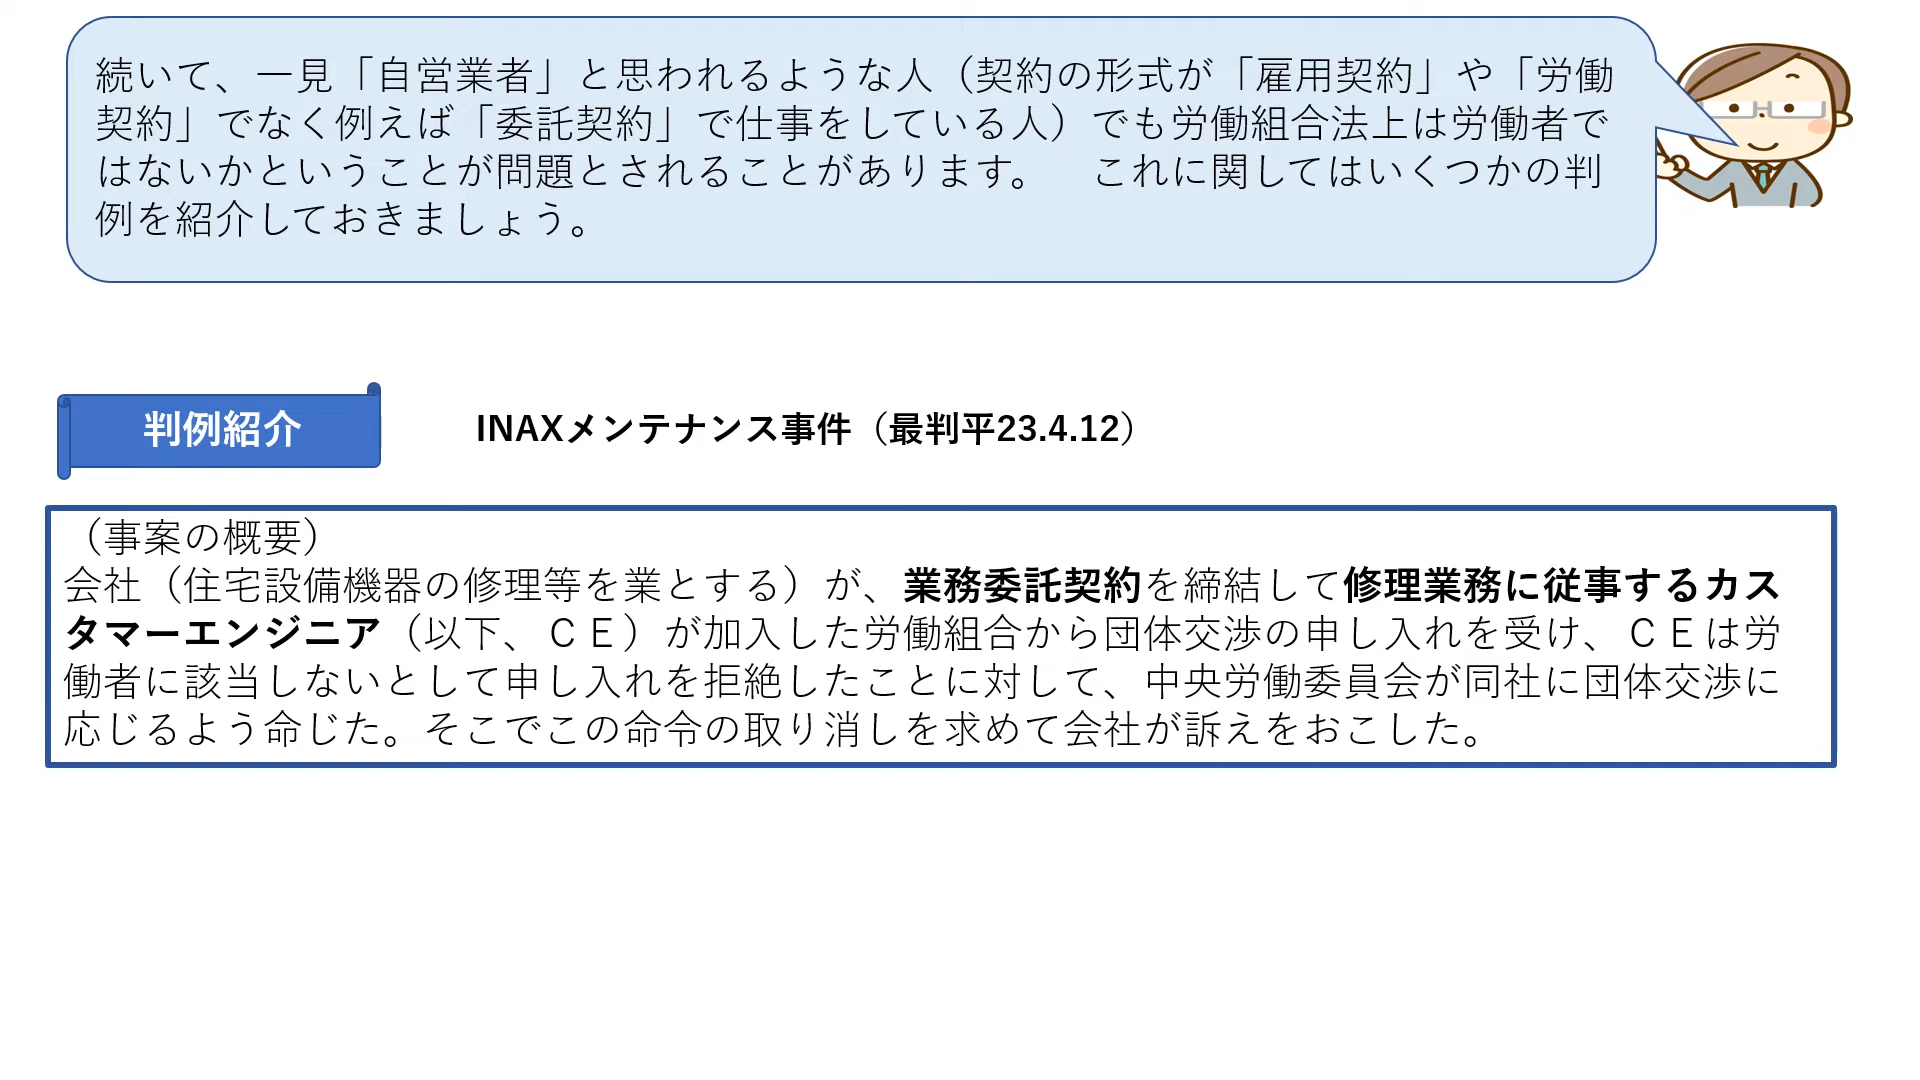 続いて、一見「自営業者」と思われるような人（契約の形式が「雇用契約」や「労働
契約」でなく例えば「委託契約」で仕事をしている人）でも労働組合法上は労働者で
はないかということが問題とされることがあります。　これに関してはいくつかの判
例を紹介しておきましょう。
判例紹介
INAXメンテナンス事件（最判平23.4.12）
（事案の概要）
会社（住宅設備機器の修理等を業とする）が、業務委託契約を締結して修理業務に従事するカス
タマーエンジニア（以下、ＣＥ）が加入した労働組合から団体交渉の申し入れを受け、ＣＥは労
働者に該当しないとして申し入れを拒絶したことに対して、中央労働委員会が同社に団体交渉に
応じるよう命じた。そこでこの命令の取り消しを求めて会社が訴えをおこした。